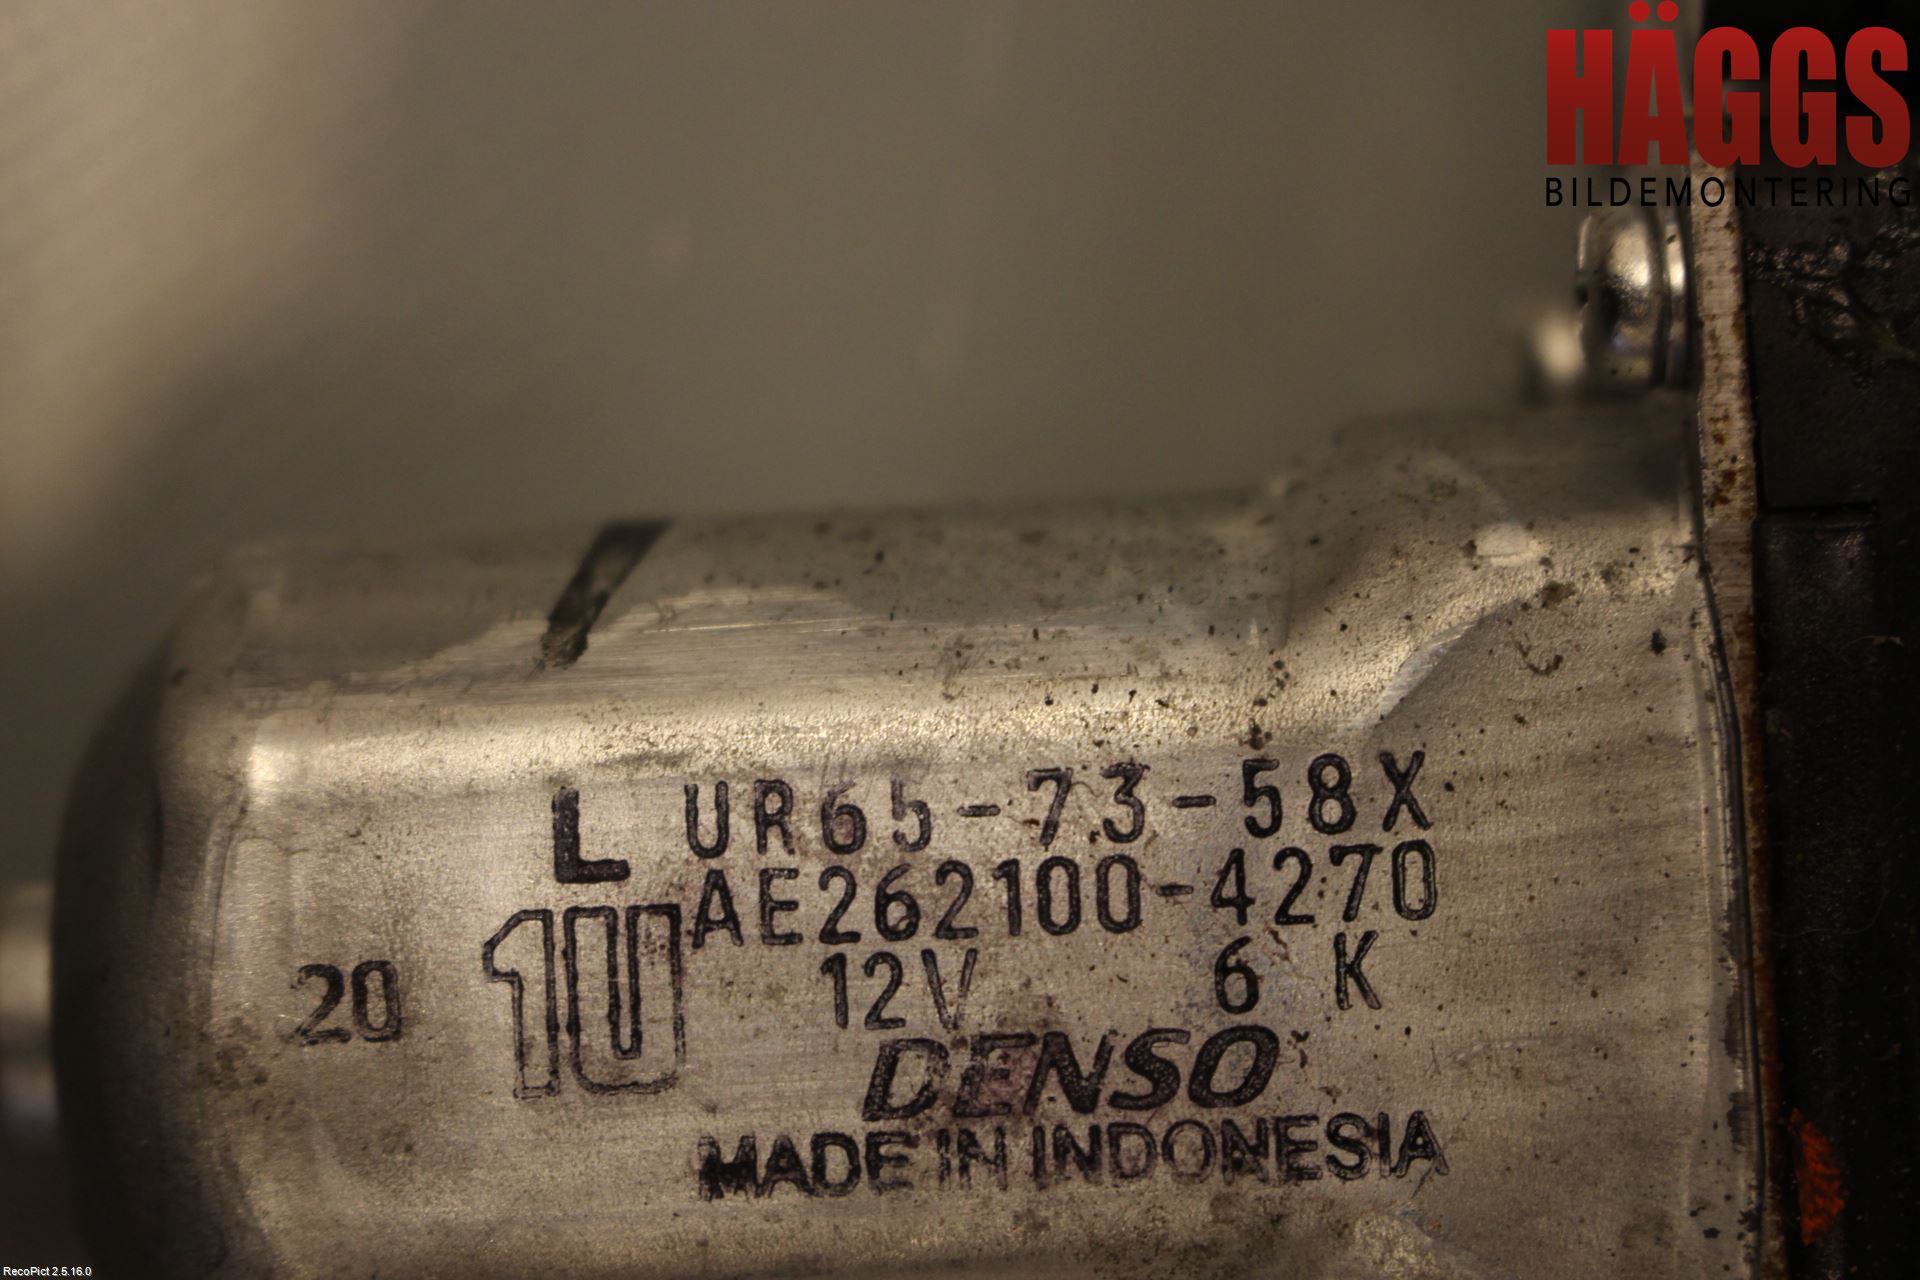 HÄGGS
BILDEMONTERING
L UR65-73-58X
AE262100-4270
20 1U 12V 6 K
DENSO
MADE IN INDONESIA
RecoPict 2.5.16.0